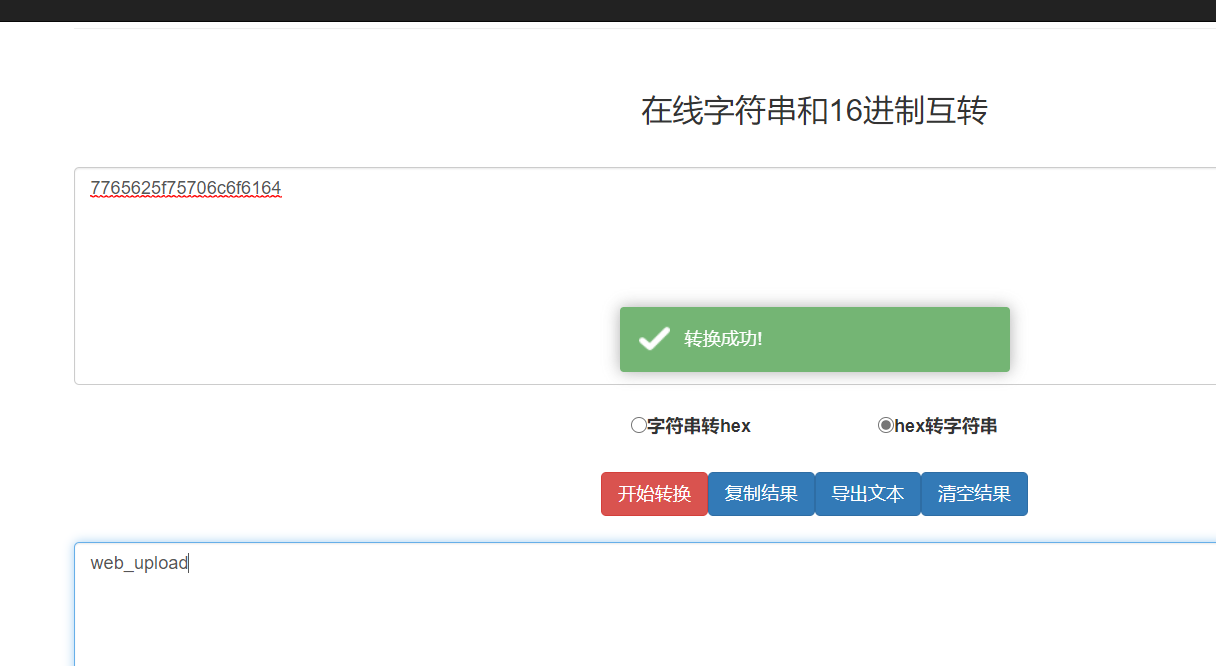 在线字符串和16进制互转
7765625f75706c6f6164
转换成功!
字符串转hex hex转字符串
开始转换 复制结果 导出文本 清空结果
web_upload